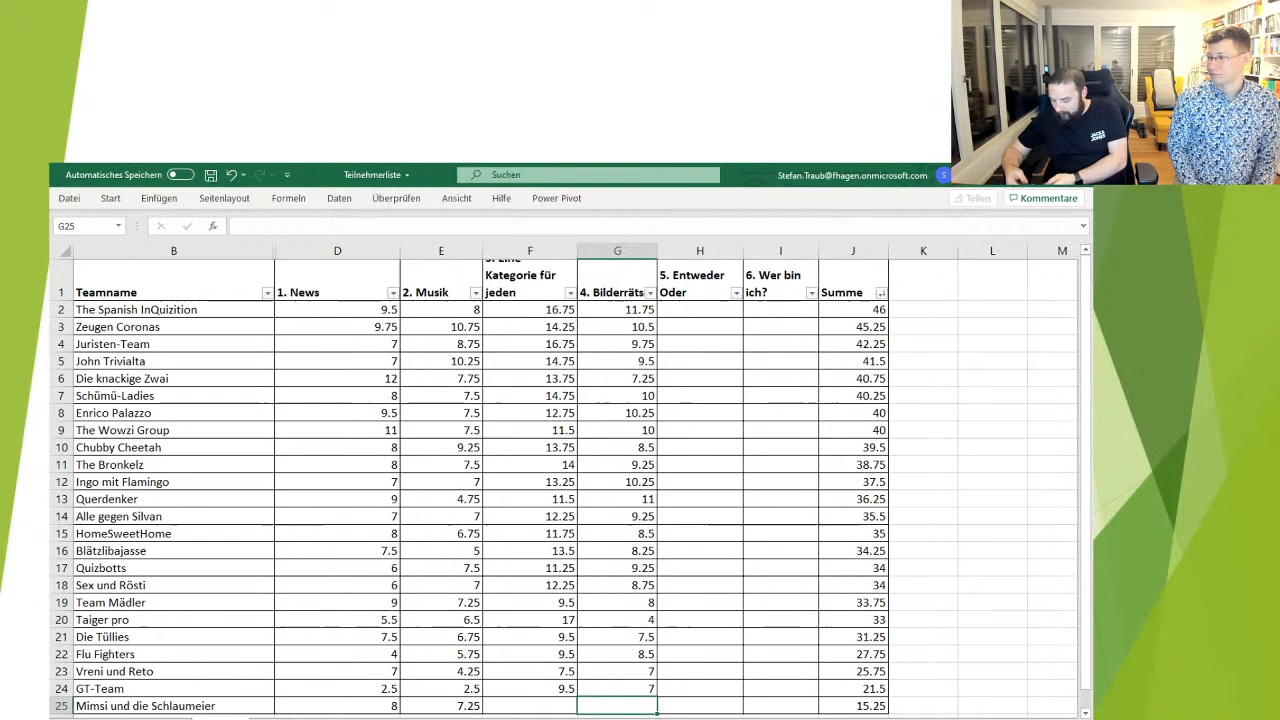 JACK&
JONES
Automatisches Speichern Teilnehmerliste Suchen Stefan.Traub@fhagen.onmicrosoft.com S
Datei Start Einfügen Seitenlayout Formeln Daten Überprüfen Ansicht Hilfe Power Pivot Teilen Kommentare
G25 fx
B D E F G H I J K L M
Kategorie für 5. Entweder 6. Wer bin
1 Teamname 1. News 2. Musik jeden 4. Bilderräts Oder ich? Summe
2 The Spanish InQuizition 9.5 8 16.75 11.75 46
3 Zeugen Coronas 9.75 10.75 14.25 10.5 45.25
4 Juristen-Team 7 8.75 16.75 9.75 42.25
5 John Trivialta 7 10.25 14.75 9.5 41.5
6 Die knackige Zwai 12 7.75 13.75 7.25 40.75
7 Schümü-Ladies 8 7.5 14.75 10 40.25
8 Enrico Palazzo 9.5 7.5 12.75 10.25 40
9 The Wowzi Group 11 7.5 11.5 10 40
10 Chubby Cheetah 8 9.25 13.75 8.5 39.5
11 The Bronkelz 8 7.5 14 9.25 38.75
12 Ingo mit Flamingo 7 7 13.25 10.25 37.5
13 Querdenker 9 4.75 11.5 11 36.25
14 Alle gegen Silvan 7 7 12.25 9.25 35.5
15 HomeSweetHome 8 6.75 11.75 8.5 35
16 Blätzlibajasse 7.5 5 13.5 8.25 34.25
17 Quizbotts 6 7.5 11.25 9.25 34
18 Sex und Rösti 6 7 12.25 8.75 34
19 Team Mädler 9 7.25 9.5 8 33.75
20 Taiger pro 5.5 6.5 17 4 33
21 Die Tüllies 7.5 6.75 9.5 7.5 31.25
22 Flu Fighters 4 5.75 9.5 8.5 27.75
23 Vreni und Reto 7 4.25 7.5 7 25.75
24 GT-Team 2.5 2.5 9.5 7 21.5
25 Mimsi und die Schlaumeier 8 7.25 15.25